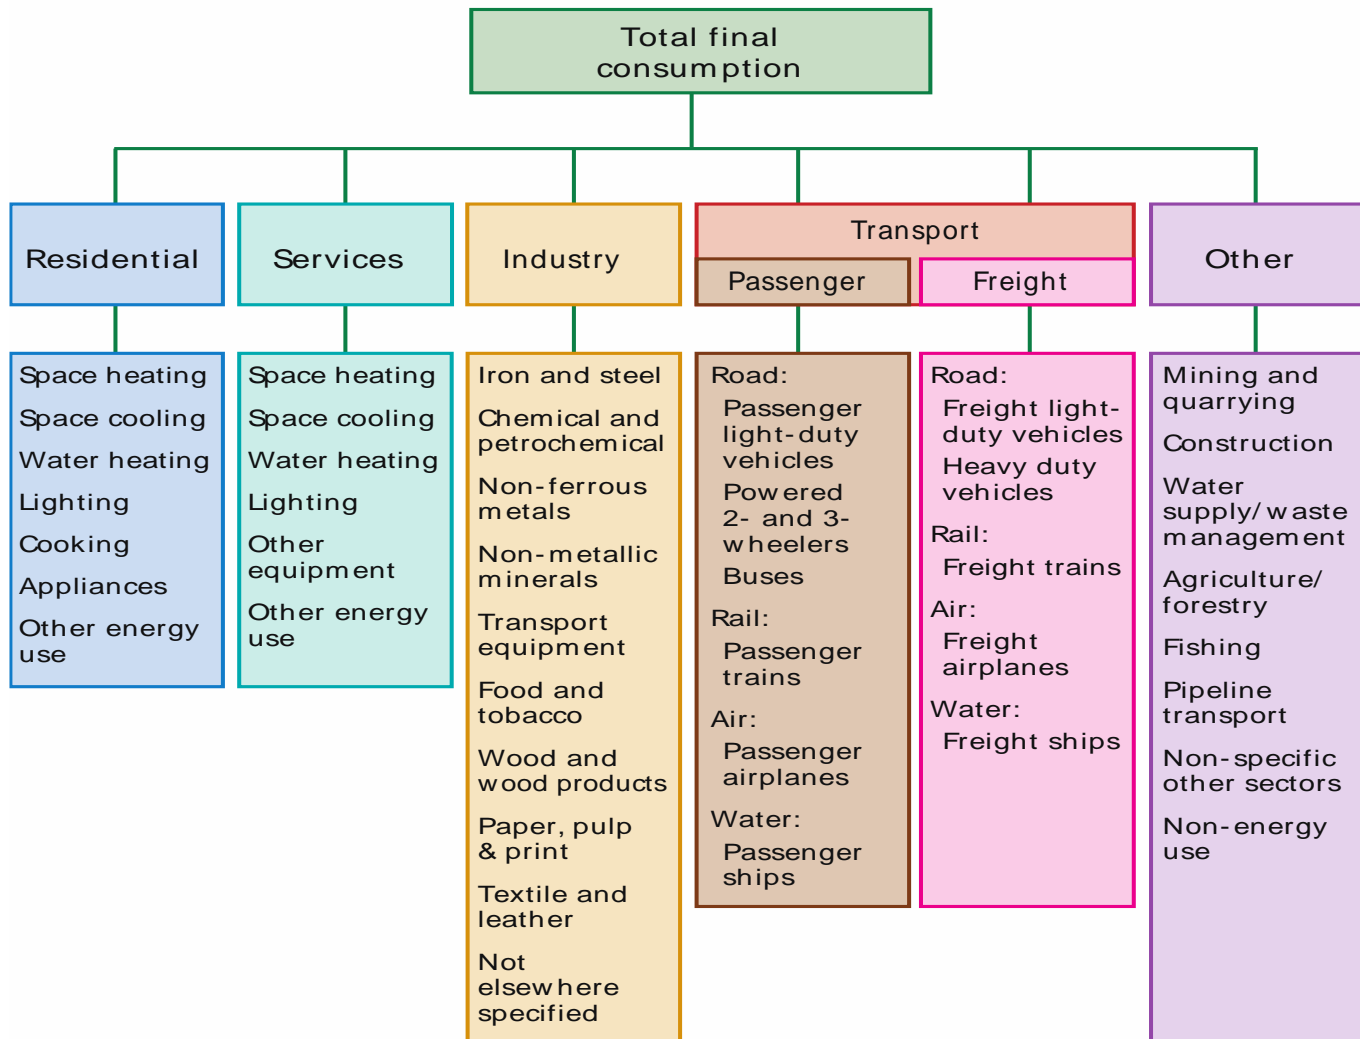 Total final
consumption
Residential
Services
Industry
Transport
Passenger
Freight
Other
Space heating
Space cooling
Water heating
Lighting
Cooking
Appliances
Other energy
use
Space heating
Space cooling
Water heating
Lighting
Other
equipment
Other energy
use
Iron and steel
Chemical and
petrochemical
Non-ferrous
metals
Non-metallic
minerals
Transport
equipment
Food and
tobacco
Wood and
wood products
Paper, pulp
& print
Textile and
leather
Not
elsewhere
specified
Road:
Passenger
light-duty
vehicles
Powered
2- and 3-
wheelers
Buses
Rail:
Passenger
trains
Air:
Passenger
airplanes
Water:
Passenger
ships
Road:
Freight light-
duty vehicles
Heavy duty
vehicles
Rail:
Freight trains
Air:
Freight
airplanes
Water:
Freight ships
Mining and
quarrying
Construction
Water
supply/waste
management
Agriculture/
forestry
Fishing
Pipeline
transport
Non-specific
other sectors
Non-energy
use